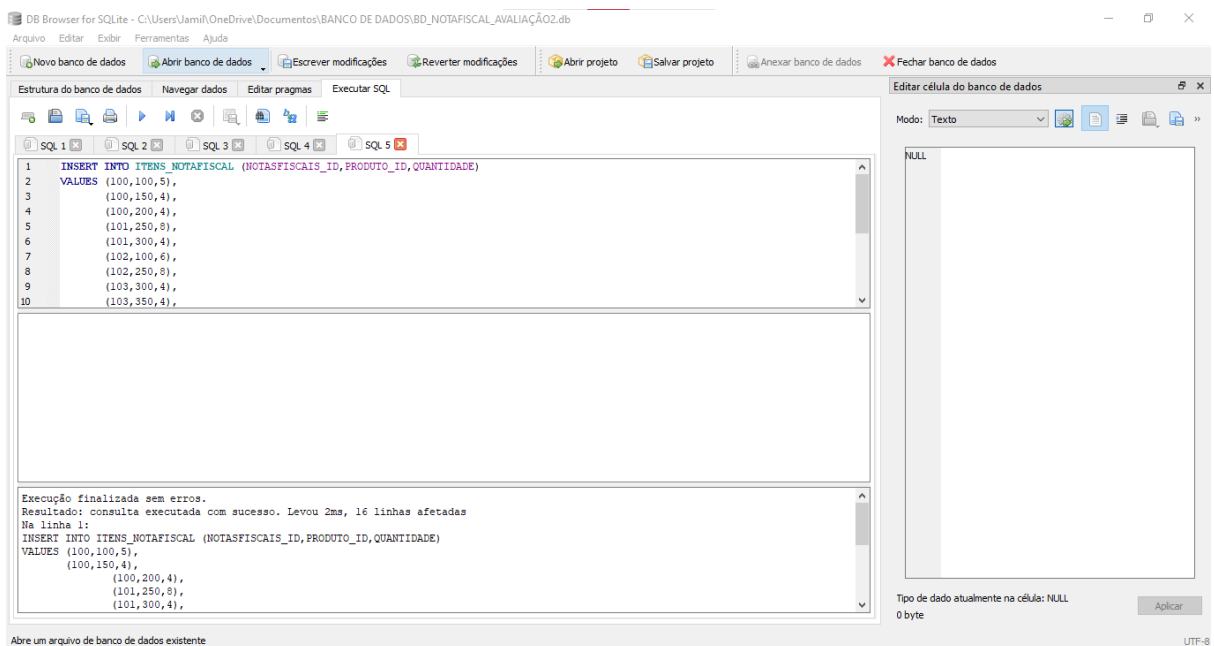 DB Browser for SQLite - C:\Users\Jamil\OneDrive\Documentos\BANCO DE DADOS\BD_NOTAFISCAL_AVALIAÇÃO2.db
Arquivo Editar Exibir Ferramentas Ajuda
Novo banco de dados Abrir banco de dados Escrever modificações Reverter modificações Abrir projeto Salvar projeto Anexar banco de dados Fechar banco de dados
Estrutura do banco de dados Navegar dados Editar pragmas Executar SQL
SQL 1 SQL 2 SQL 3 SQL 4 SQL 5
1 INSERT INTO ITENS_NOTAFISCAL (NOTASFISCAIS_ID,PRODUTO_ID,QUANTIDADE)
2 VALUES (100,100,5),
3 (100,150,4),
4 (100,200,4),
5 (101,250,8),
6 (101,300,4),
7 (102,100,6),
8 (102,250,8),
9 (103,300,4),
10 (103,350,4),
Execução finalizada sem erros.
Resultado: consulta executada com sucesso. Levou 2ms, 16 linhas afetadas
Na linha 1:
INSERT INTO ITENS_NOTAFISCAL (NOTASFISCAIS_ID,PRODUTO_ID,QUANTIDADE)
VALUES (100,100,5),
(100,150,4),
(100,200,4),
(101,250,8),
(101,300,4),
Editar célula do banco de dados
Modo: Texto
NULL
Tipo de dado atualmente na célula: NULL
0 byte
Aplicar
Abre um arquivo de banco de dados existente
UTF-8